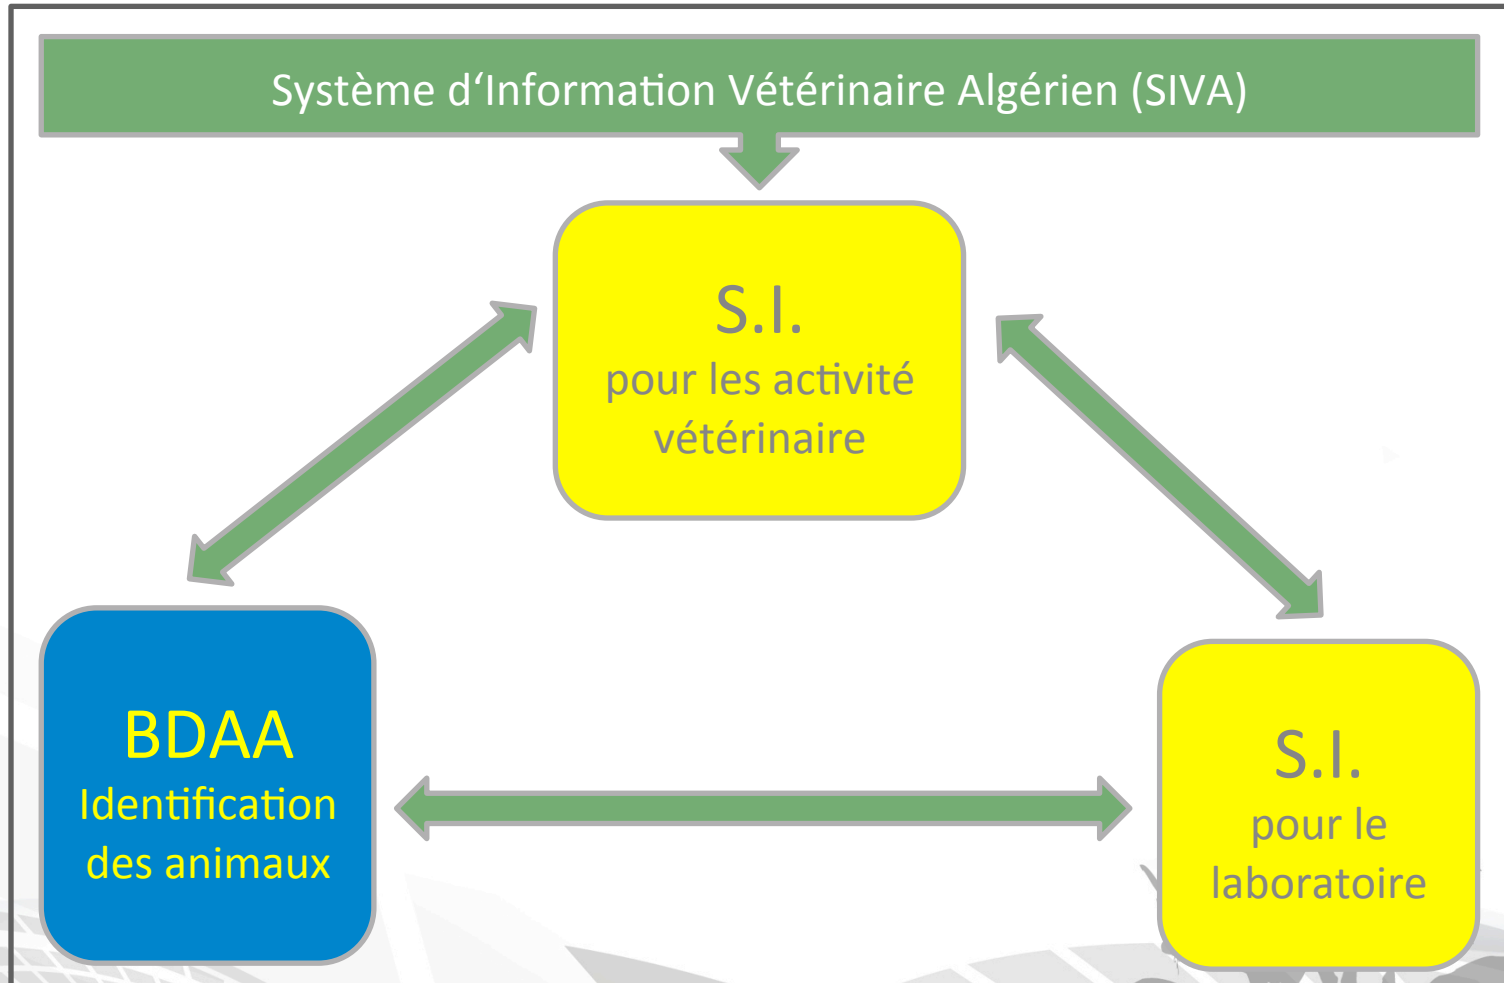 Système d‘Information Vétérinaire Algérien (SIVA)
S.I.
pour les activité
vétérinaire
BDAA
Identification
des animaux
S.I.
pour le
laboratoire